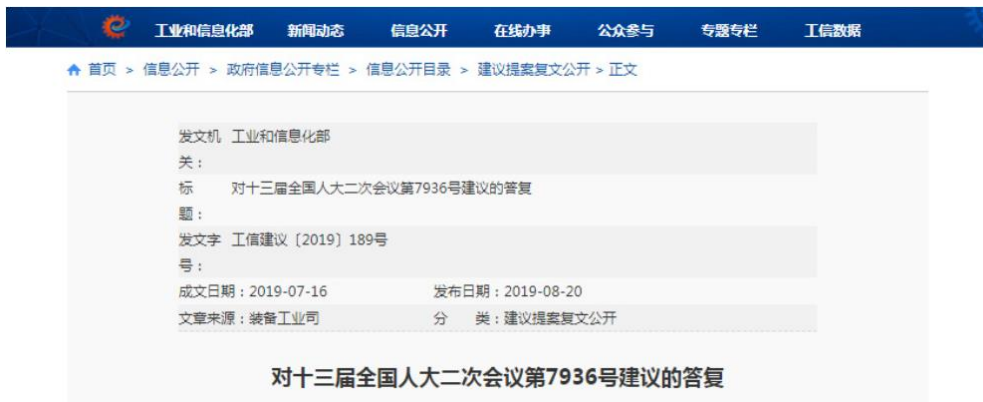 工业和信息化部 新闻动态 信息公开 在线办事 公众参与 专题专栏 工信数据
首页 > 信息公开 > 政府信息公开专栏 > 信息公开目录 > 建议提案复文公开 > 正文
发文机 工业和信息化部
关：
标 对十三届全国人大二次会议第7936号建议的答复
题：
发文字 工信建议〔2019〕189号
号：
成文日期：2019-07-16 发布日期：2019-08-20
文章来源：装备工业司 分 类：建议提案复文公开
对十三届全国人大二次会议第7936号建议的答复